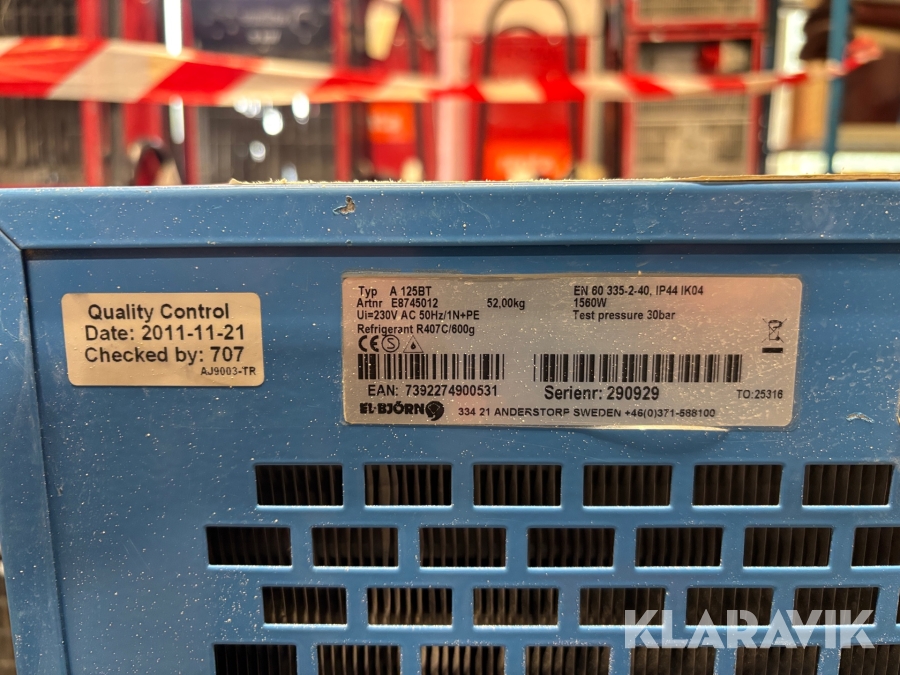 Quality Control
Date: 2011-11-21
Checked by: 707
AJ9003-TR
Typ A 125BT
Artnr E8745012 52,00kg
Ui=230V AC 50Hz/1N+PE
Refrigerant R407C/600g
EN 60 335-2-40, IP44 IK04
1560W
Test pressure 30bar
CE S
EAN: 7392274900531
Serienr: 290929
TO:25316
EL-BJÖRN
334 21 ANDERSTORP SWEDEN +46(0)371-588100
KLARAVIK